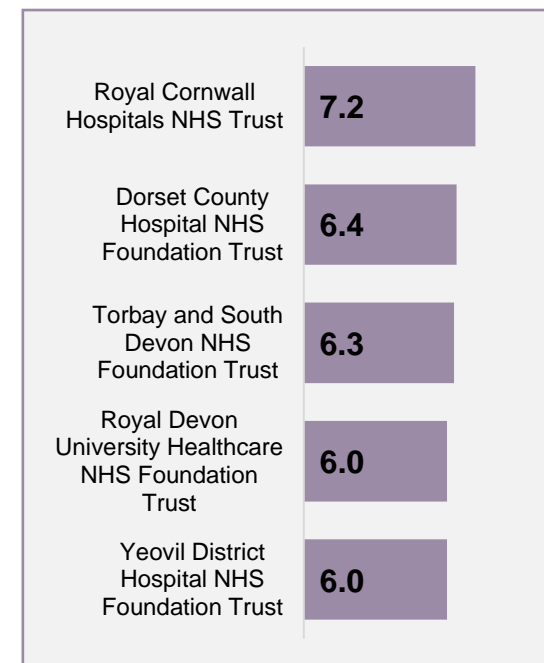 Royal Cornwall
Hospitals NHS Trust
7.2
Dorset County
Hospital NHS
Foundation Trust
6.4
Torbay and South
Devon NHS
Foundation Trust
6.3
Royal Devon
University Healthcare
NHS Foundation
Trust
6.0
Yeovil District
Hospital NHS
Foundation Trust
6.0